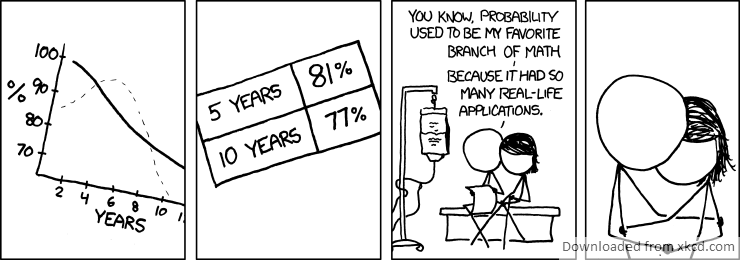 100
90
80
70
%
2 4 6 8 10 1
YEARS
5 YEARS 81%
10 YEARS 77%
YOU KNOW, PROBABILITY
USED TO BE MY FAVORITE
BRANCH OF MATH
BECAUSE IT HAD SO
MANY REAL-LIFE
APPLICATIONS.
Downloaded from xkcd.com